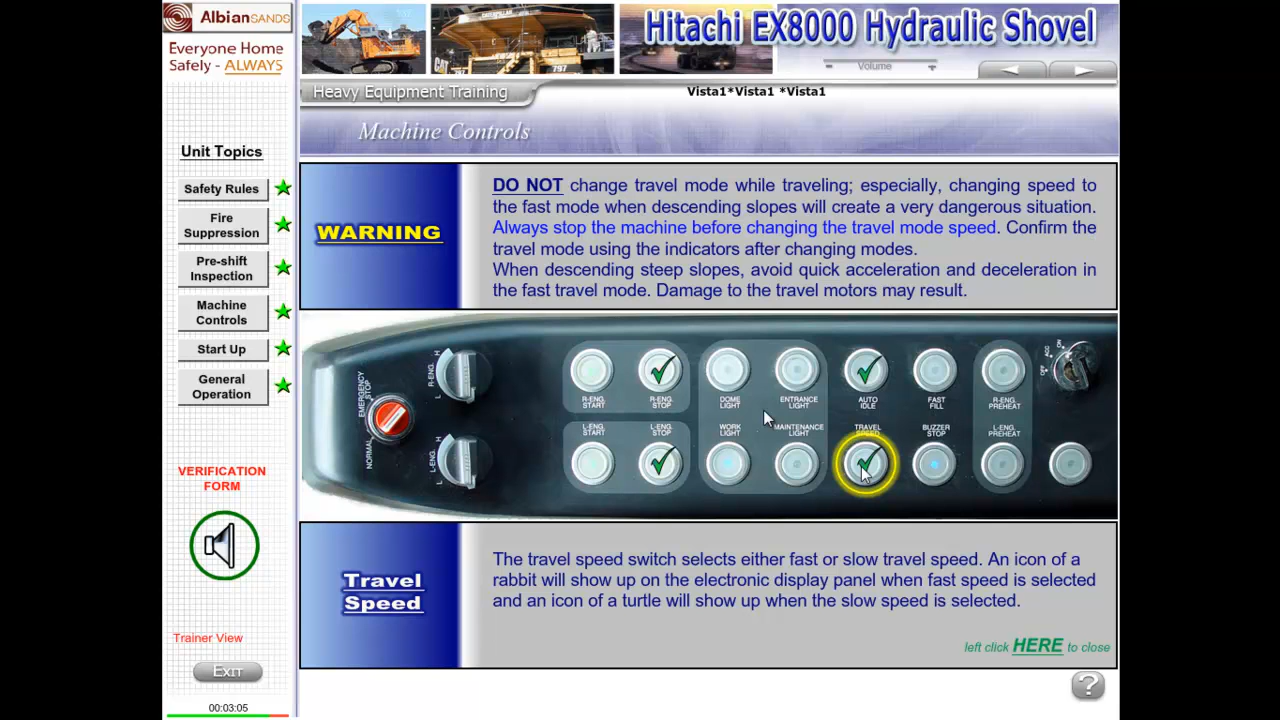 Albian SANDS
Everyone Home
Safely - ALWAYS
Hitachi EX8000 Hydraulic Shovel
CATERPILLAR
CAT
797
- Volume +
Heavy Equipment Training
Vista1*Vista1 *Vista1
Machine Controls
Unit Topics
Safety Rules
Fire
Suppression
Pre-shift
Inspection
Machine
Controls
Start Up
General
Operation
VERIFICATION
FORM
Trainer View
EXIT
00:03:05
WARNING
DO NOT change travel mode while traveling; especially, changing speed to
the fast mode when descending slopes will create a very dangerous situation.
Always stop the machine before changing the travel mode speed. Confirm the
travel mode using the indicators after changing modes.
When descending steep slopes, avoid quick acceleration and deceleration in
the fast travel mode. Damage to the travel motors may result.
EMERGENCY
STOP
NORMAL
R-ENG.
H
L
L-ENG.
H
L
R-ENG.
START
R-ENG.
STOP
DOME
LIGHT
ENTRANCE
LIGHT
AUTO
IDLE
FAST
FILL
R-ENG.
PREHEAT
OFF
ACC
ON
L-ENG.
START
L-ENG.
STOP
WORK
LIGHT
MAINTENANCE
LIGHT
TRAVEL
SPEED
BUZZER
STOP
L-ENG.
PREHEAT
Travel
Speed
The travel speed switch selects either fast or slow travel speed. An icon of a
rabbit will show up on the electronic display panel when fast speed is selected
and an icon of a turtle will show up when the slow speed is selected.
left click HERE to close
?